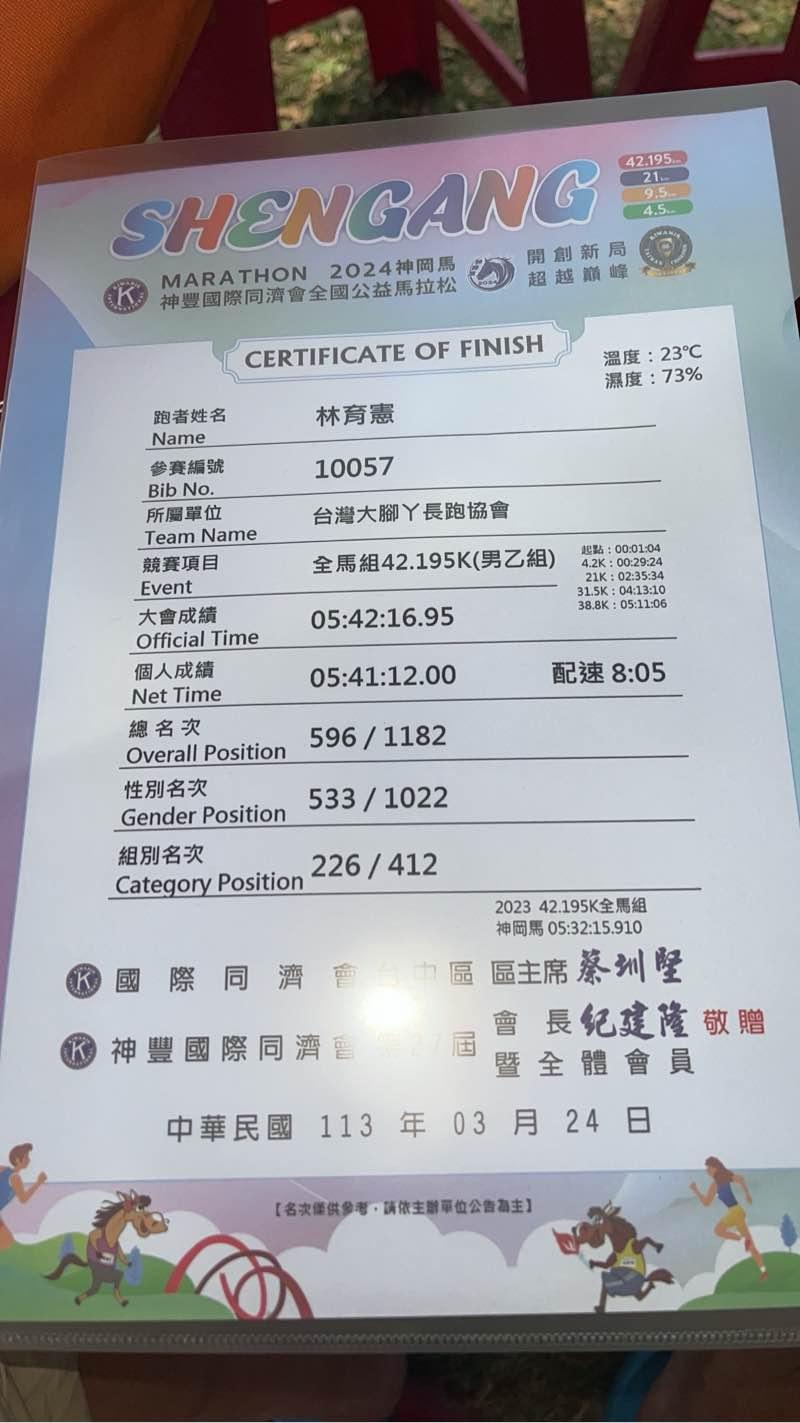 SHENGANG
42.195km
21km
9.5km
4.5km
MARATHON 2024神岡馬
神豐國際同濟會全國公益馬拉松
開創新局
超越巔峰
CERTIFICATE OF FINISH
溫度：23℃
濕度：73%
跑者姓名 林育憲
Name
參賽編號 10057
Bib No.
所屬單位 台灣大腳丫長跑協會
Team Name
競賽項目 全馬組42.195K(男乙組)
Event
起點：00:01:04
4.2K：00:29:24
21K：02:35:34
31.5K：04:13:10
38.8K：05:11:06
大會成績 05:42:16.95
Official Time
個人成績 05:41:12.00 配速 8:05
Net Time
總名次 596 / 1182
Overall Position
性別名次 533 / 1022
Gender Position
組別名次 226 / 412
Category Position
2023 42.195K全馬組
神岡馬 05:32:15.910
K 國際同濟會台中區 區主席 蔡圳堅
K 神豐國際同濟會第27屆 會長 紀建隆 敬贈
暨全體會員
中華民國 113 年 03 月 24 日
【名次僅供參考，請依主辦單位公告為主】